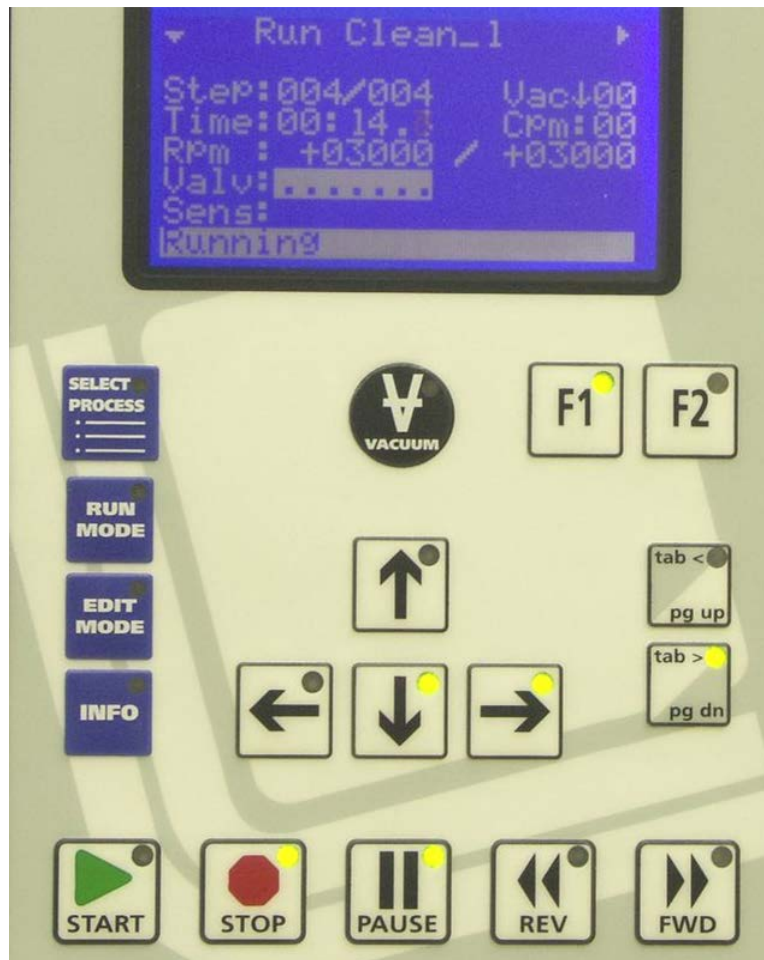 Run Clean_1
Step:004/004 Vac↓00
Time:00:14. Cpm:00
Rpm : +03000 / +03000
Valv:.......
Sens:
Running
SELECT
PROCESS
VACUUM
F1
F2
RUN
MODE
EDIT
MODE
INFO
tab <
pg up
tab >
pg dn
START
STOP
PAUSE
REV
FWD